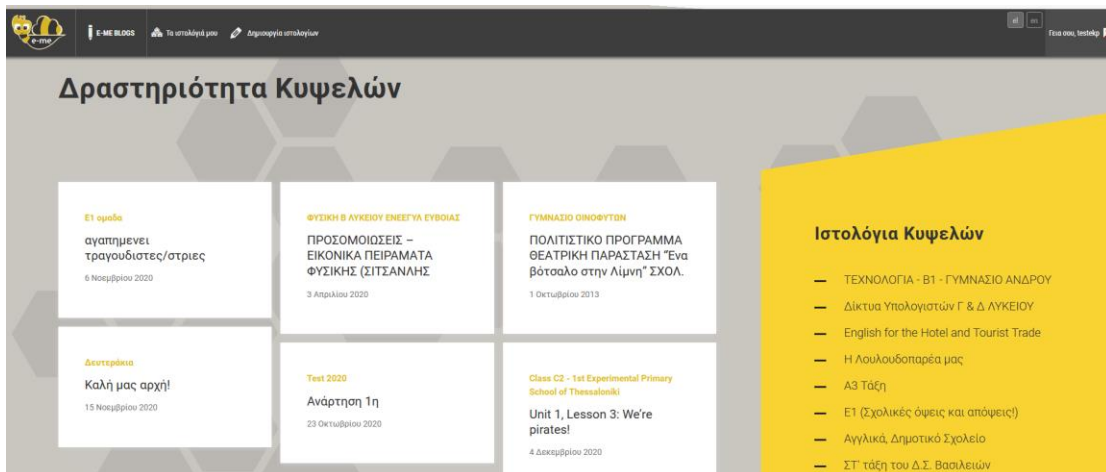 e-me
E-ME BLOGS
Τα ιστολόγιά μου
Δημιουργία ιστολογίων
el
en
Γεια σου, testekp
Δραστηριότητα Κυψελών
Ε1 ομαδα
αγαπημενει
τραγουδιστες/στριες
6 Νοεμβρίου 2020
ΦΥΣΙΚΗ Β ΛΥΚΕΙΟΥ ΕΝΕΕΓΥΛ ΕΥΒΟΙΑΣ
ΠΡΟΣΟΜΟΙΩΣΕΙΣ –
ΕΙΚΟΝΙΚΑ ΠΕΙΡΑΜΑΤΑ
ΦΥΣΙΚΗΣ (ΣΙΤΣΑΝΛΗΣ
3 Απριλίου 2020
ΓΥΜΝΑΣΙΟ ΟΙΝΟΦΥΤΩΝ
ΠΟΛΙΤΙΣΤΙΚΟ ΠΡΟΓΡΑΜΜΑ
ΘΕΑΤΡΙΚΗ ΠΑΡΑΣΤΑΣΗ “Ένα
βότσαλο στην Λίμνη” ΣΧΟΛ.
1 Οκτωβρίου 2013
Δευτεράκια
Καλή μας αρχή!
15 Νοεμβρίου 2020
Test 2020
Ανάρτηση 1η
23 Οκτωβρίου 2020
Class C2 - 1st Experimental Primary
School of Thessaloniki
Unit 1, Lesson 3: We’re
pirates!
4 Δεκεμβρίου 2020
Ιστολόγια Κυψελών
ΤΕΧΝΟΛΟΓΙΑ - Β1 - ΓΥΜΝΑΣΙΟ ΑΝΔΡΟΥ
Δίκτυα Υπολογιστών Γ & Δ ΛΥΚΕΙΟΥ
English for the Hotel and Tourist Trade
Η Λουλουδοπαρέα μας
Α3 Τάξη
Ε1 (Σχολικές όψεις και απόψεις!)
Αγγλικά, Δημοτικό Σχολείο
ΣΤ' τάξη του Δ.Σ. Βασιλειών